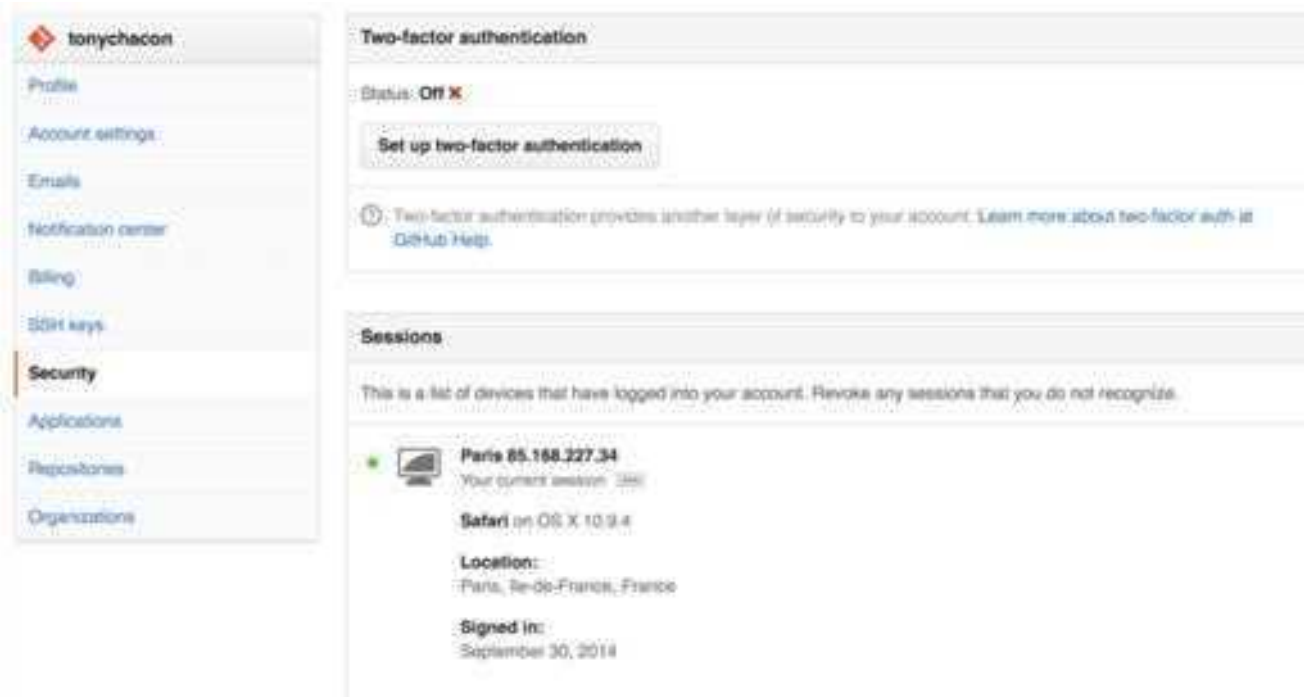 tonychacon
Profile
Account settings
Emails
Notification center
Billing
SSH keys
Security
Applications
Repositories
Organizations
Two-factor authentication
Status: Off ✖
Set up two-factor authentication
Two-factor authentication provides another layer of security to your account. Learn more about two-factor auth at
GitHub Help.
Sessions
This is a list of devices that have logged into your account. Revoke any sessions that you do not recognize.
Paris 85.168.227.34
Your current session
Safari on OS X 10.9.4
Location:
Paris, Ile-de-France, France
Signed in:
September 30, 2014